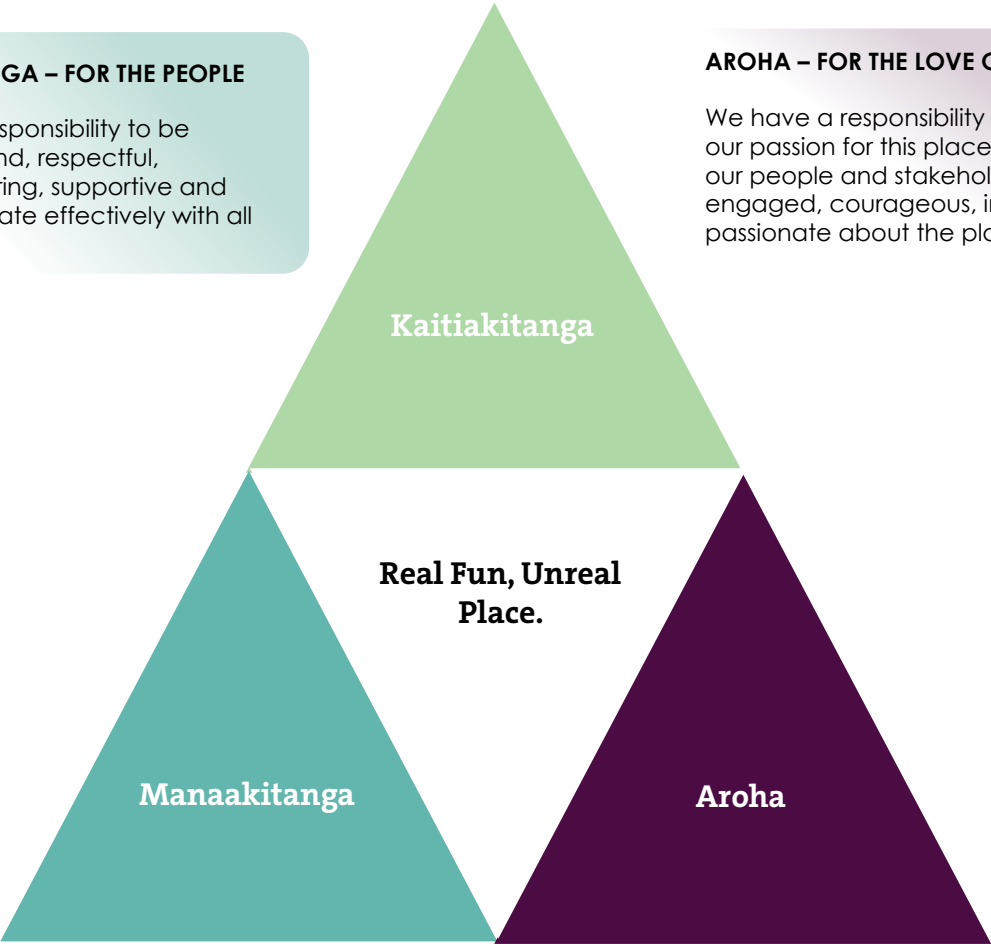 GA – FOR THE PEOPLE
sponsibility to be
nd, respectful,
ring, supportive and
ate effectively with all
AROHA – FOR THE LOVE
We have a responsibility
our passion for this place
our people and stakehol
engaged, courageous, i
passionate about the pla
Kaitiakitanga
Real Fun, Unreal
Place.
Manaakitanga
Aroha